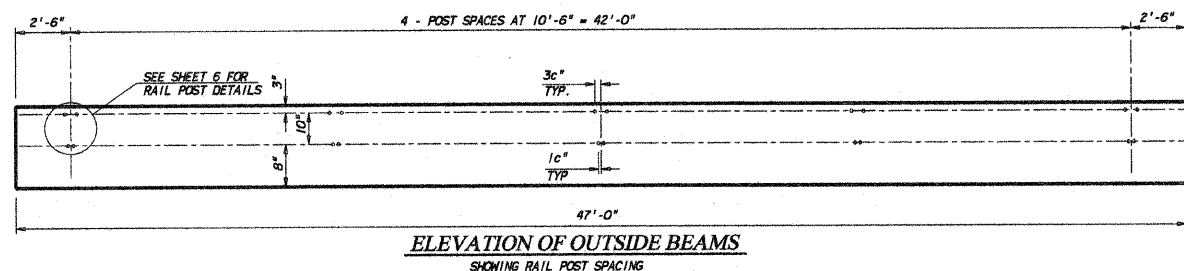 2'-6"
4 - POST SPACES AT 10'-6" = 42'-0"
2'-6"
SEE SHEET 6 FOR
RAIL POST DETAILS
3"
3c"
TYP.
10"
8"
1c"
TYP
47'-0"
ELEVATION OF OUTSIDE BEAMS
SHOWING RAIL POST SPACING